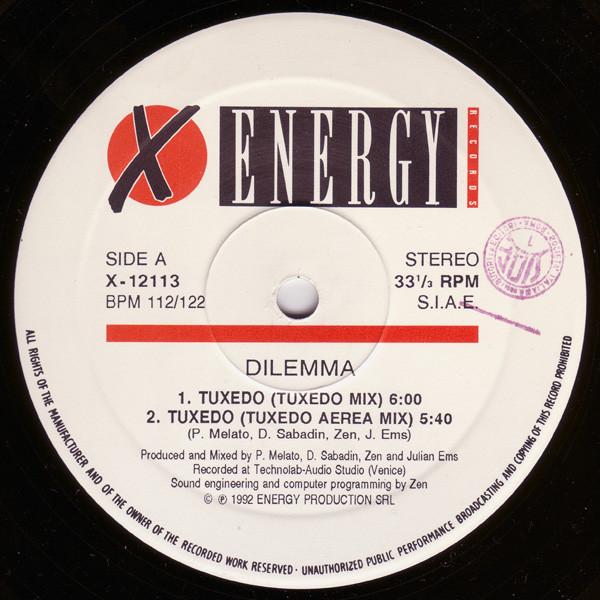 X ENERGY
RECORDS
SIDE A
X-12113
BPM 112/122
STEREO
33 1/3 RPM
S.I.A.E.
DILEMMA
1. TUXEDO (TUXEDO MIX) 6:00
2. TUXEDO (TUXEDO AEREA MIX) 5:40
(P. Melato, D. Sabadin, Zen, J. Ems)
Produced and Mixed by P. Melato, D. Sabadin, Zen and Julian Ems
Recorded at Technolab-Audio Studio (Venice)
Sound engineering and computer programming by Zen
© ℗ 1992 ENERGY PRODUCTION SRL
ALL RIGHTS OF THE MANUFACTURER AND OF THE OWNER OF THE RECORDED WORK RESERVED · UNAUTHORIZED PUBLIC PERFORMANCE BROADCASTING AND COPYING OF THIS RECORD PROHIBITED